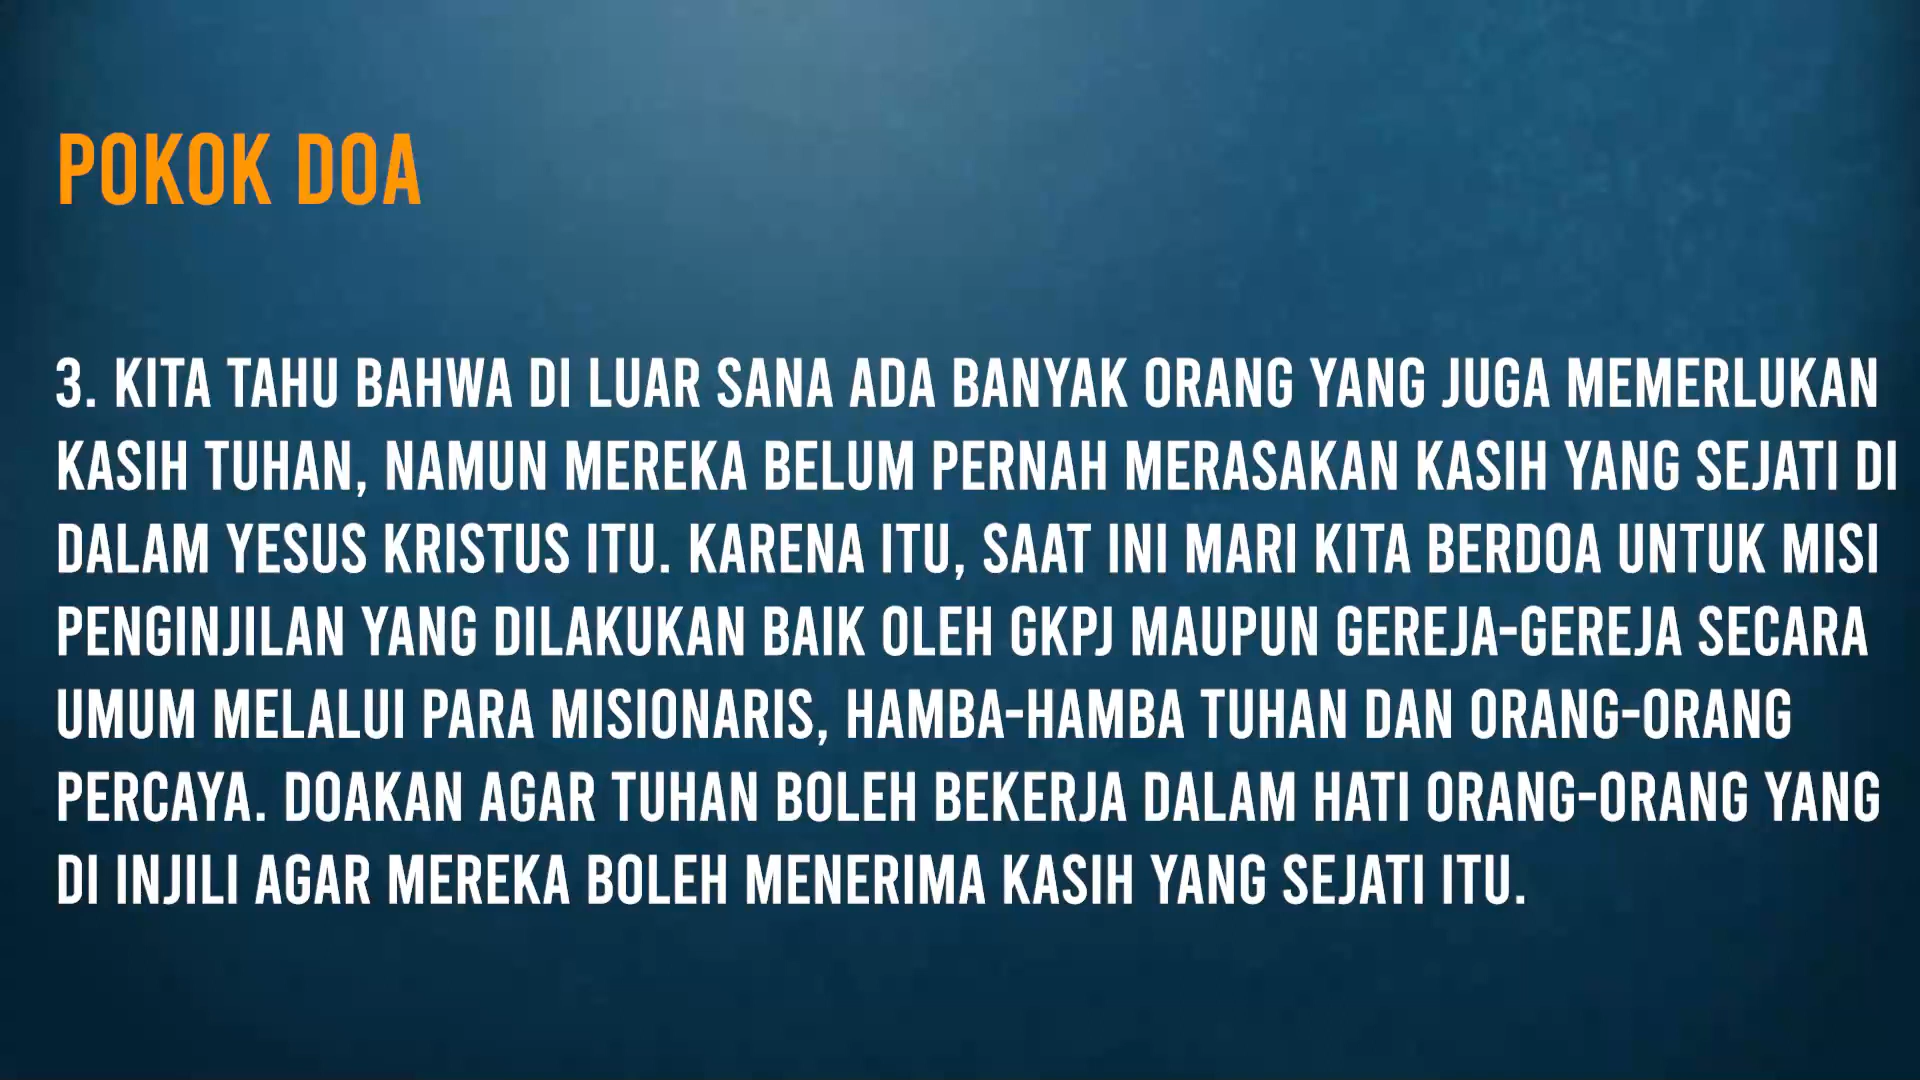 POKOK DOA
3. KITA TAHU BAHWA DI LUAR SANA ADA BANYAK ORANG YANG JUGA MEMERLUKAN
KASIH TUHAN, NAMUN MEREKA BELUM PERNAH MERASAKAN KASIH YANG SEJATI DI
DALAM YESUS KRISTUS ITU. KARENA ITU, SAAT INI MARI KITA BERDOA UNTUK MISI
PENGINJILAN YANG DILAKUKAN BAIK OLEH GKPJ MAUPUN GEREJA-GEREJA SECARA
UMUM MELALUI PARA MISIONARIS, HAMBA-HAMBA TUHAN DAN ORANG-ORANG
PERCAYA. DOAKAN AGAR TUHAN BOLEH BEKERJA DALAM HATI ORANG-ORANG YANG
DI INJILI AGAR MEREKA BOLEH MENERIMA KASIH YANG SEJATI ITU.